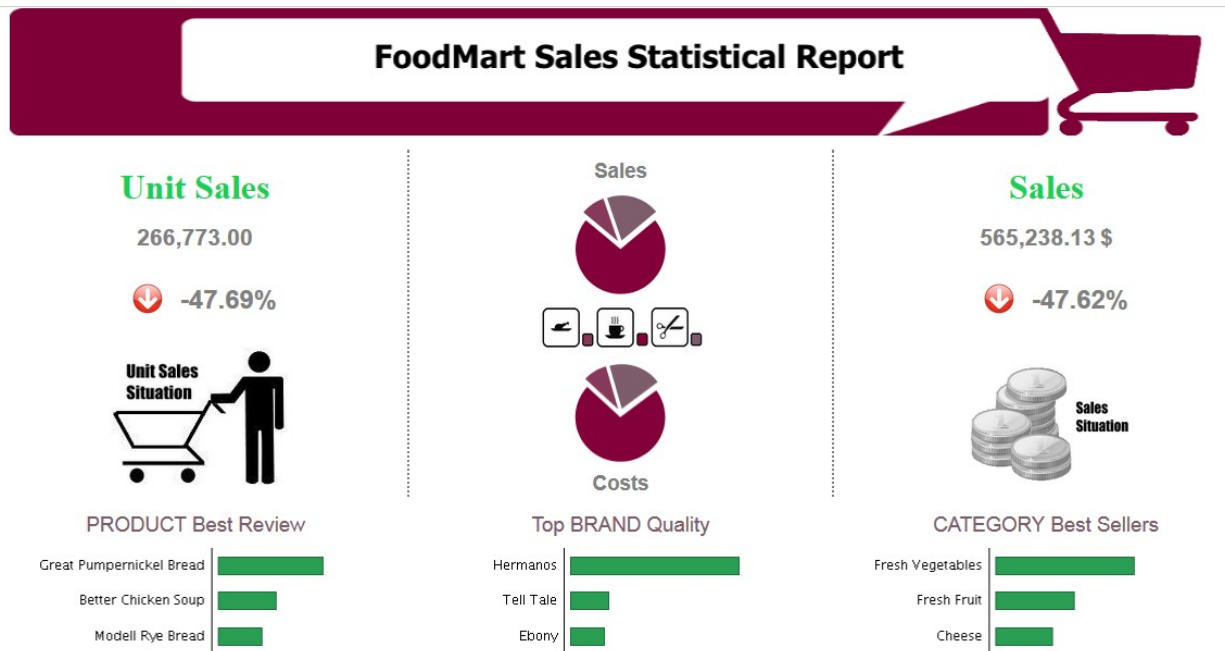 FoodMart Sales Statistical Report
Unit Sales
266,773.00
-47.69%
Unit Sales
Situation
Sales
Costs
Sales
565,238.13 $
-47.62%
Sales
Situation
PRODUCT Best Review
Great Pumpernickel Bread
Better Chicken Soup
Modell Rye Bread
Top BRAND Quality
Hermanos
Tell Tale
Ebony
CATEGORY Best Sellers
Fresh Vegetables
Fresh Fruit
Cheese